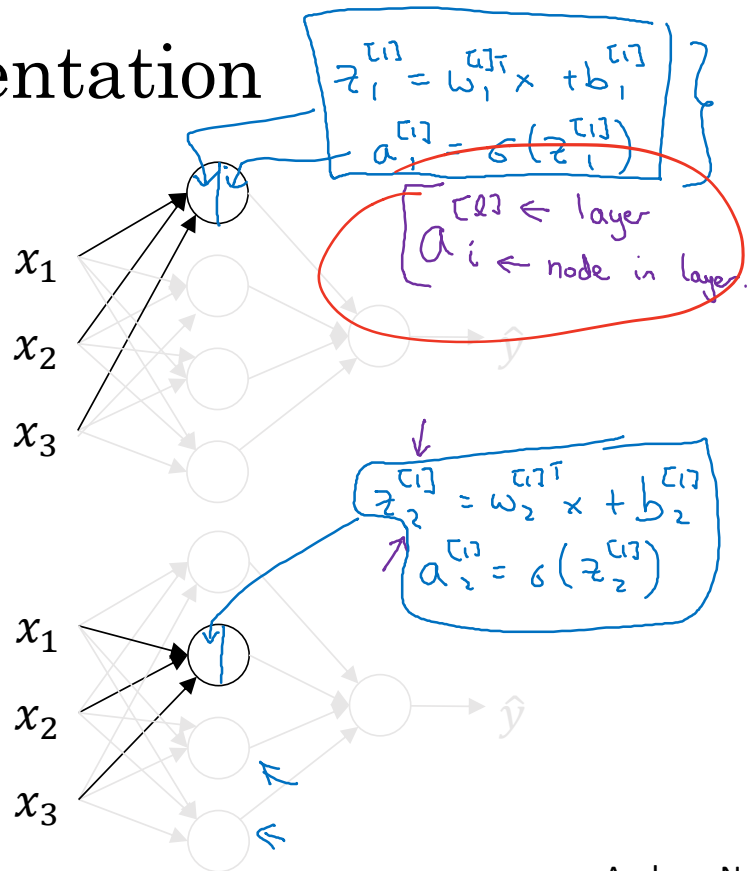 entation
z₁^[1] = w₁^[1]T x + b₁^[1]
a₁^[1] = σ(z₁^[1])
a_i^[l] ← layer
i ← node in layer.
x₁
x₂
x₃
ŷ
z₂^[1] = w₂^[1]T x + b₂^[1]
a₂^[1] = σ(z₂^[1])
x₁
x₂
x₃
ŷ